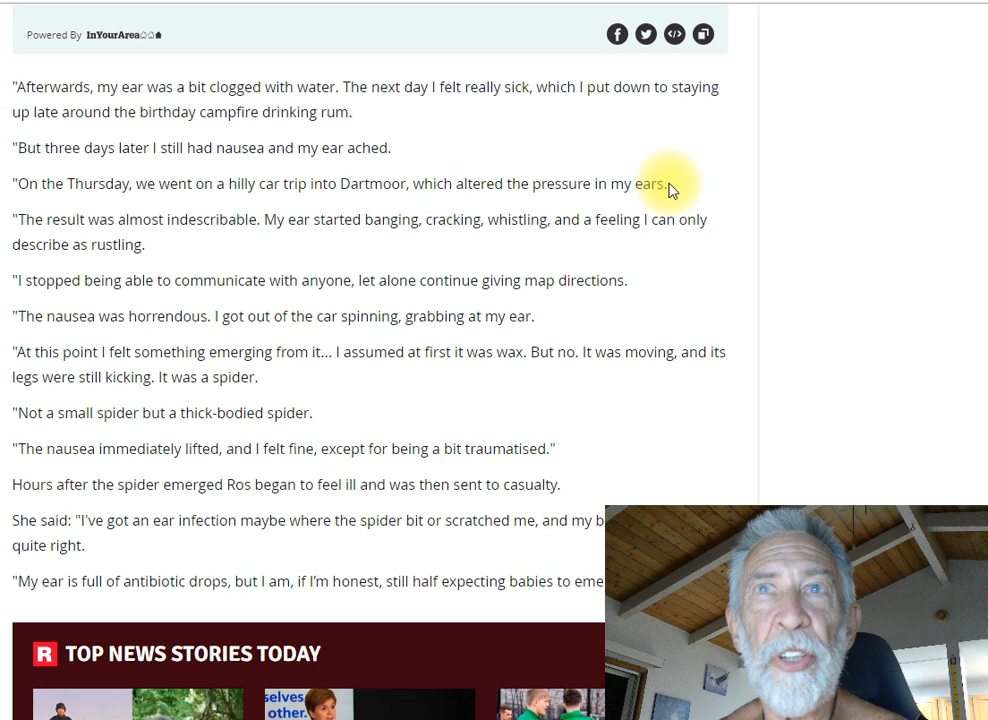 Powered By InYourArea
"Afterwards, my ear was a bit clogged with water. The next day I felt really sick, which I put down to staying
up late around the birthday campfire drinking rum.
"But three days later I still had nausea and my ear ached.
"On the Thursday, we went on a hilly car trip into Dartmoor, which altered the pressure in my ears.
"The result was almost indescribable. My ear started banging, cracking, whistling, and a feeling I can only
describe as rustling.
"I stopped being able to communicate with anyone, let alone continue giving map directions.
"The nausea was horrendous. I got out of the car spinning, grabbing at my ear.
"At this point I felt something emerging from it... I assumed at first it was wax. But no. It was moving, and its
legs were still kicking. It was a spider.
"Not a small spider but a thick-bodied spider.
"The nausea immediately lifted, and I felt fine, except for being a bit traumatised."
Hours after the spider emerged Ros began to feel ill and was then sent to casualty.
She said: "I've got an ear infection maybe where the spider bit or scratched me, and my b
quite right.
"My ear is full of antibiotic drops, but I am, if I'm honest, still half expecting babies to eme
R TOP NEWS STORIES TODAY
selves
other.